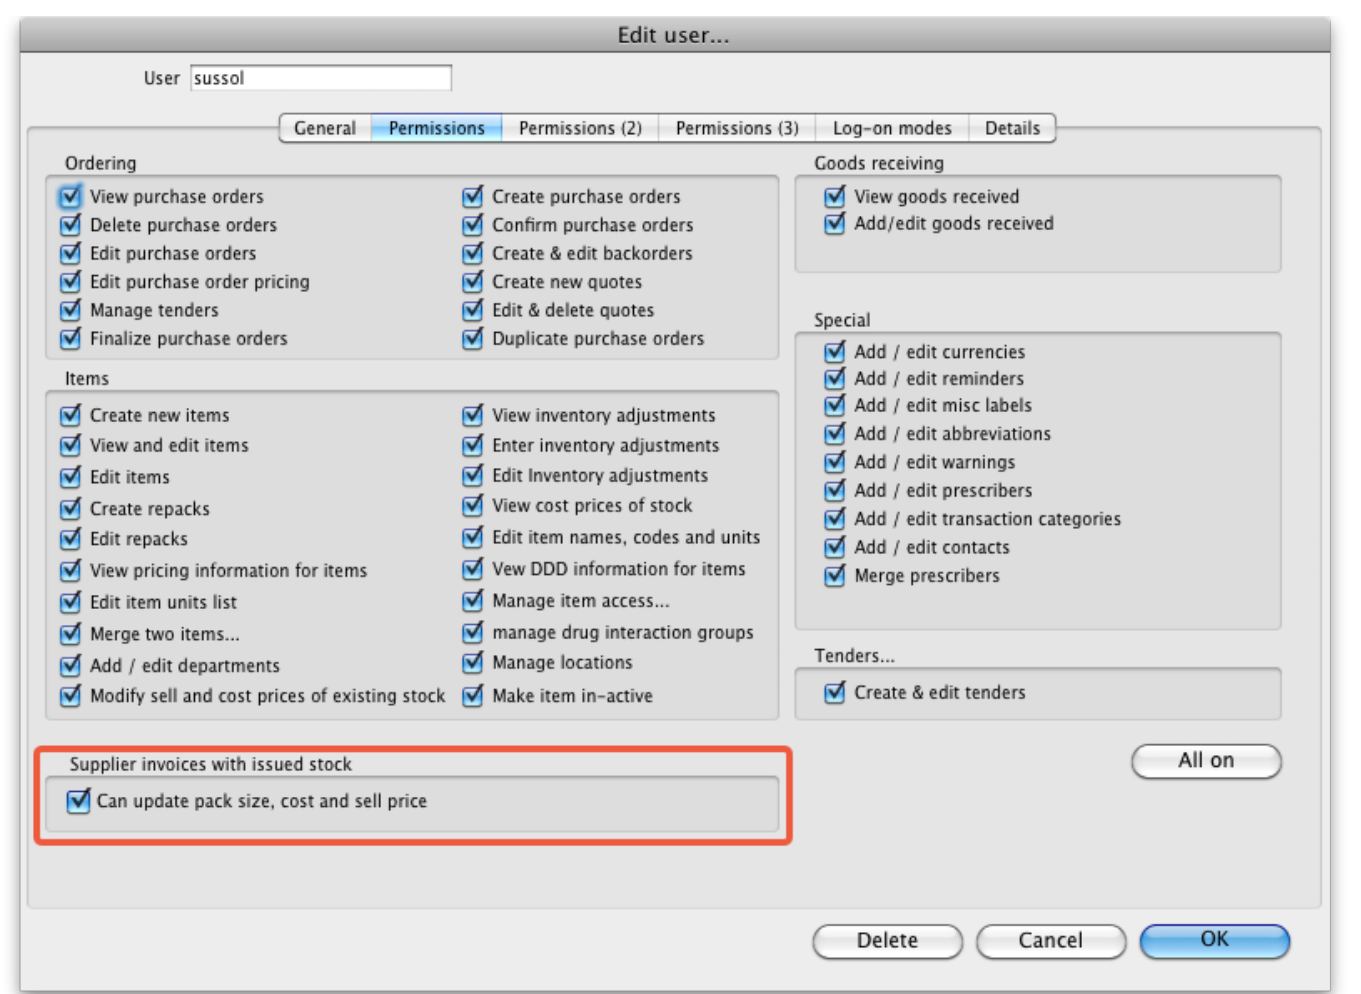 Edit user...
User sussol
General Permissions Permissions (2) Permissions (3) Log-on modes Details
Ordering
View purchase orders
Delete purchase orders
Edit purchase orders
Edit purchase order pricing
Manage tenders
Finalize purchase orders
Create purchase orders
Confirm purchase orders
Create & edit backorders
Create new quotes
Edit & delete quotes
Duplicate purchase orders
Items
Create new items
View and edit items
Edit items
Create repacks
Edit repacks
View pricing information for items
Edit item units list
Merge two items...
Add / edit departments
Modify sell and cost prices of existing stock
View inventory adjustments
Enter inventory adjustments
Edit Inventory adjustments
View cost prices of stock
Edit item names, codes and units
Vew DDD information for items
Manage item access...
manage drug interaction groups
Manage locations
Make item in-active
Supplier invoices with issued stock
Can update pack size, cost and sell price
Goods receiving
View goods received
Add/edit goods received
Special
Add / edit currencies
Add / edit reminders
Add / edit misc labels
Add / edit abbreviations
Add / edit warnings
Add / edit prescribers
Add / edit transaction categories
Add / edit contacts
Merge prescribers
Tenders...
Create & edit tenders
All on
Delete Cancel OK